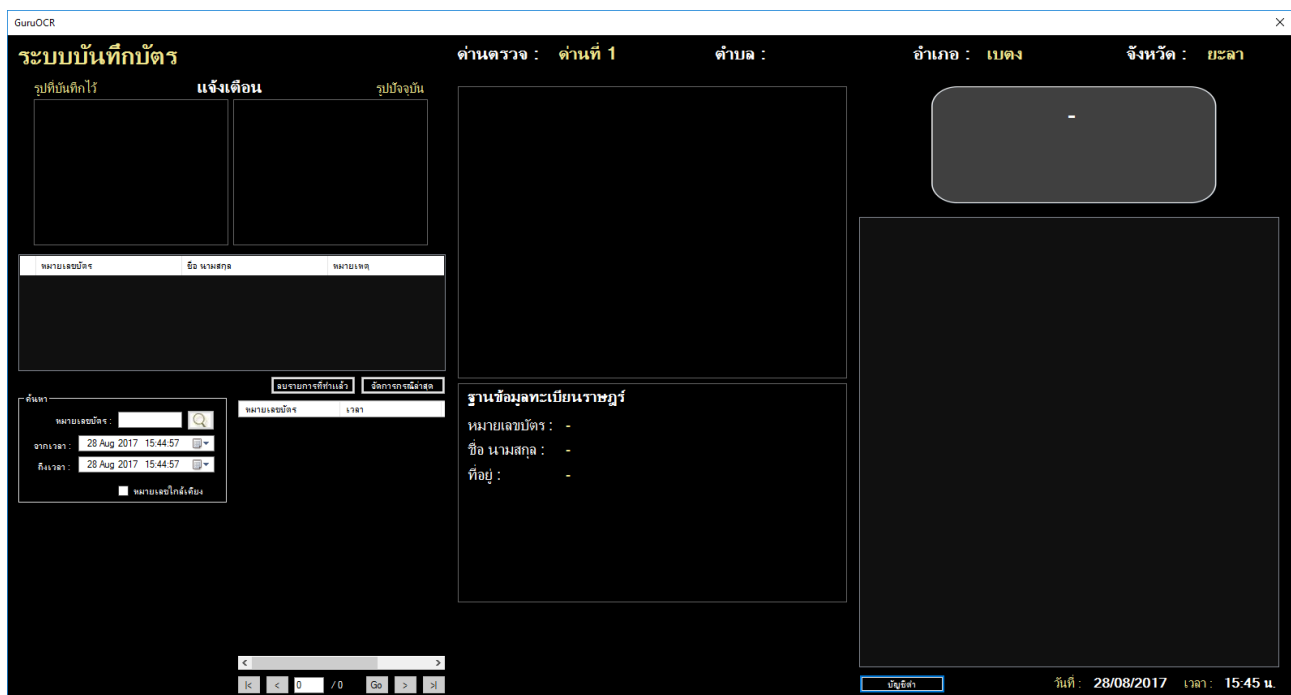 GuruOCR
ระบบบันทึกบัตร
ด่านตรวจ : ด่านที่ 1 ตำบล : อำเภอ : เบตง จังหวัด : ยะลา
รูปที่บันทึกไว้ แจ้งเตือน รูปปัจจุบัน
-
หมายเลขบัตร ชื่อ นามสกุล หมายเหตุ
ลบรายการที่ทำแล้ว จัดการกรณีล่าสุด
ค้นหา
หมายเลขบัตร :
จากเวลา : 28 Aug 2017 15:44:57
ถึงเวลา : 28 Aug 2017 15:44:57
หมายเลขใกล้เคียง
หมายเลขบัตร เวลา
ฐานข้อมูลทะเบียนราษฎร์
หมายเลขบัตร : -
ชื่อ นามสกุล : -
ที่อยู่ : -
|< < 0 / 0 Go > >|
บัญชีดำ
วันที่ : 28/08/2017 เวลา : 15:45 น.